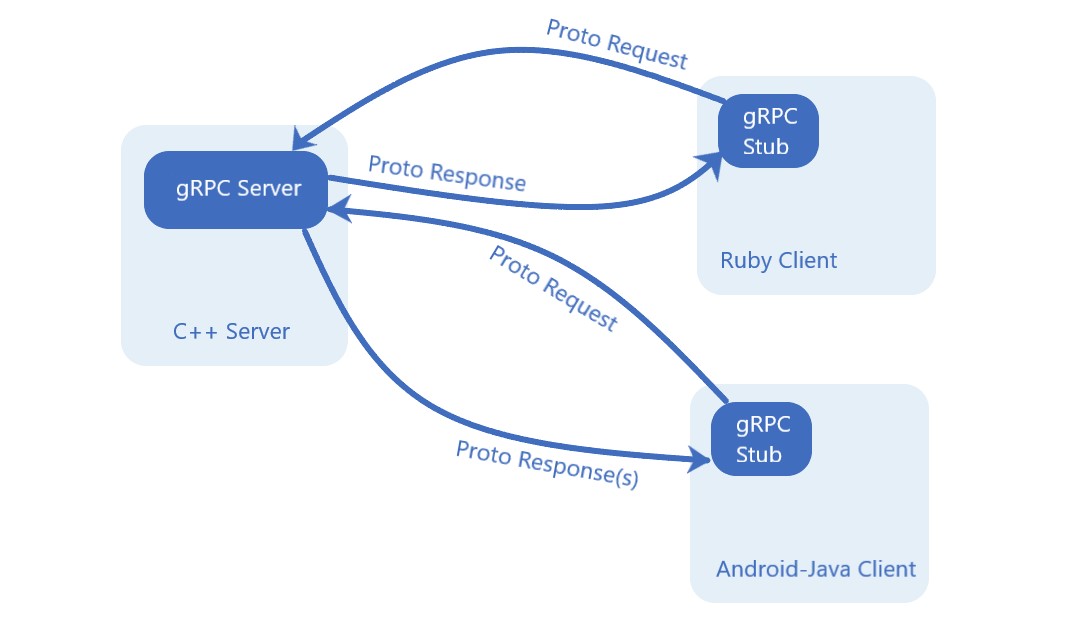 Proto Request
gRPC
Stub
Ruby Client
Proto Response
gRPC Server
C++ Server
Proto Request
Proto Response(s)
gRPC
Stub
Android-Java Client